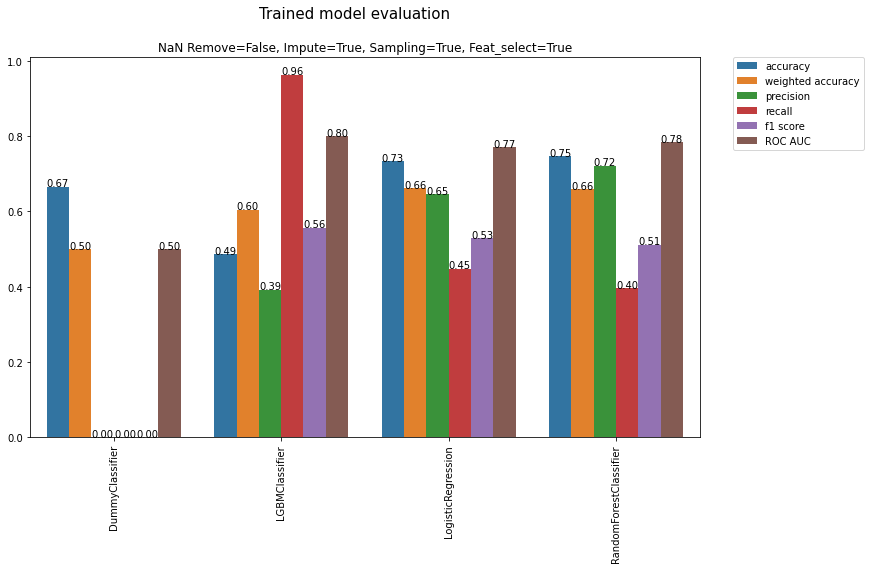 Trained model evaluation
NaN Remove=False, Impute=True, Sampling=True, Feat_select=True
1.0
0.8
0.6
0.4
0.2
0.0
0.67
0.50
0.00
0.00
0.00
0.50
0.49
0.60
0.39
0.96
0.56
0.80
0.73
0.66
0.65
0.45
0.53
0.77
0.75
0.66
0.72
0.40
0.51
0.78
DummyClassifier
LGBMClassifier
LogisticRegression
RandomForestClassifier
accuracy
weighted accuracy
precision
recall
f1 score
ROC AUC